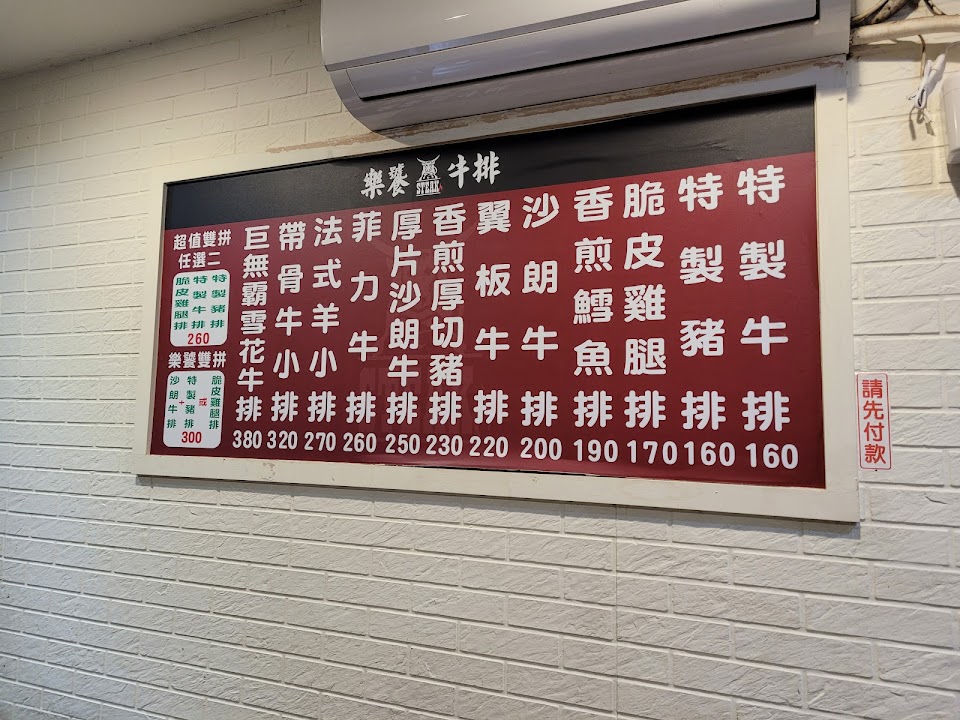 樂饕 STEAK 牛排
特製牛排 160
特製豬排 160
脆皮雞腿排 170
香煎鱈魚排 190
沙朗牛排 200
翼板牛排 220
香煎厚切豬排 230
厚片沙朗牛排 250
菲力牛排 260
法式羊小排 270
帶骨牛小排 320
巨無霸雪花牛排 380
超值雙拼
任選二
特製豬排
特製牛排
脆皮雞腿排
260
樂饕雙拼
沙朗牛排
+
特製豬排
或
脆皮雞腿排
300
請先付款